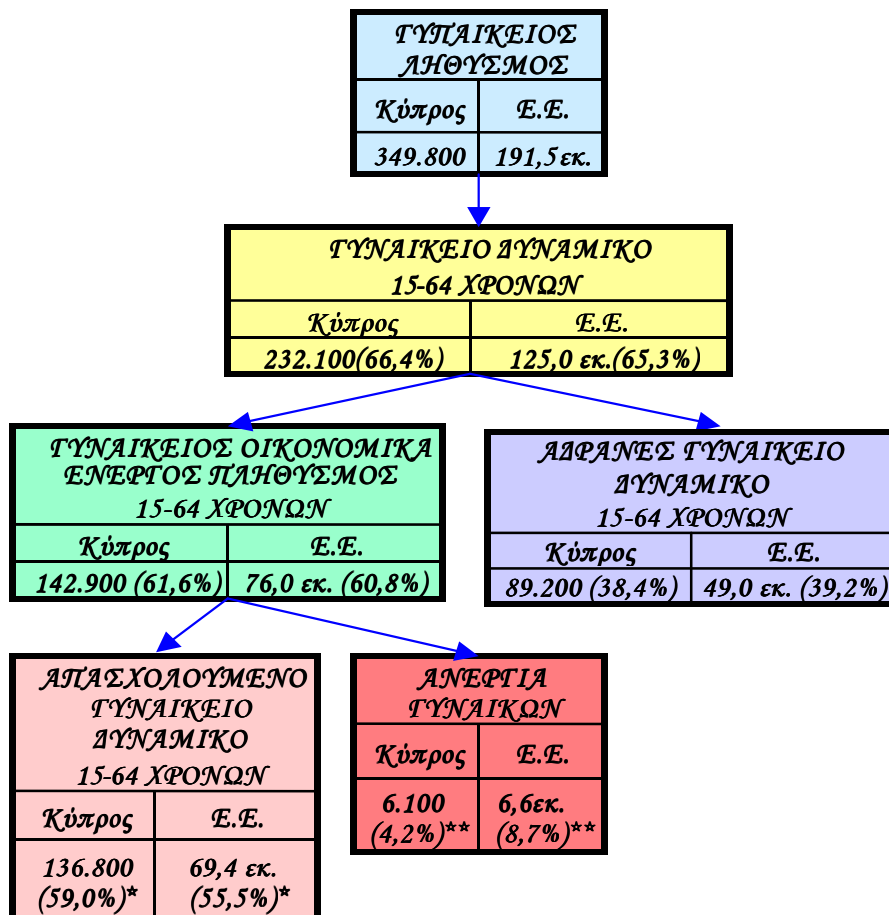 ΓΥΠΑΙΚΕΙΟΣ
ΛΗΘΥΣΜΟΣ
Κύπρος Ε.Ε.
349.800 191,5 εκ.
ΓΥΝΑΙΚΕΙΟ ΔΥΝΑΜΙΚΟ
15-64 ΧΡΟΝΩΝ
Κύπρος Ε.Ε.
232.100(66,4%) 125,0 εκ.(65,3%)
ΓΥΝΑΙΚΕΙΟΣ ΟΙΚΟΝΟΜΙΚΑ
ΕΝΕΡΓΟΣ ΠΛΗΘΥΣΜΟΣ
15-64 ΧΡΟΝΩΝ
Κύπρος Ε.Ε.
142.900 (61,6%) 76,0 εκ. (60,8%)
ΑΔΡΑΝΕΣ ΓΥΝΑΙΚΕΙΟ
ΔΥΝΑΜΙΚΟ
15-64 ΧΡΟΝΩΝ
Κύπρος Ε.Ε.
89.200 (38,4%) 49,0 εκ. (39,2%)
ΑΠΑΣΧΟΛΟΥΜΕΝΟ
ΓΥΝΑΙΚΕΙΟ
ΔΥΝΑΜΙΚΟ
15-64 ΧΡΟΝΩΝ
Κύπρος Ε.Ε.
136.800 69,4 εκ.
(59,0%)* (55,5%)*
ΑΝΕΡΓΙΑ
ΓΥΝΑΙΚΩΝ
Κύπρος Ε.Ε.
6.100 6,6εκ.
(4,2%)** (8,7%)**